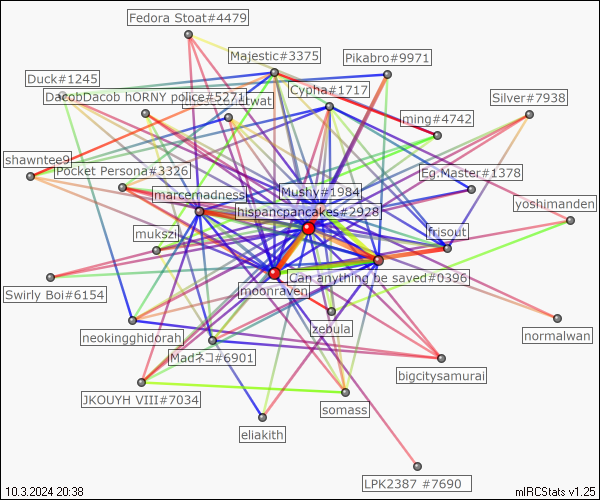 Fedora Stoat#4479
Majestic#3375
Pikabro#9971
Duck#1245
Cypha#1717
DacobDacob hORNY police#5271
twat
Silver#7938
ming#4742
shawntee9
Pocket Persona#3326
Eg.Master#1378
marcemadness
Mushy#1984
yoshimanden
hispancpancakes#2928
mukszi
frisout
Can anything be saved#0396
Swirly Boi#6154
moonraven
zebula
neokingghidorah
normalwan
Madネコ#6901
bigcitysamurai
JKOUYH VIII#7034
somass
eliakith
LPK2387 #7690
10.3.2024 20:38
mIRCStats v1.25